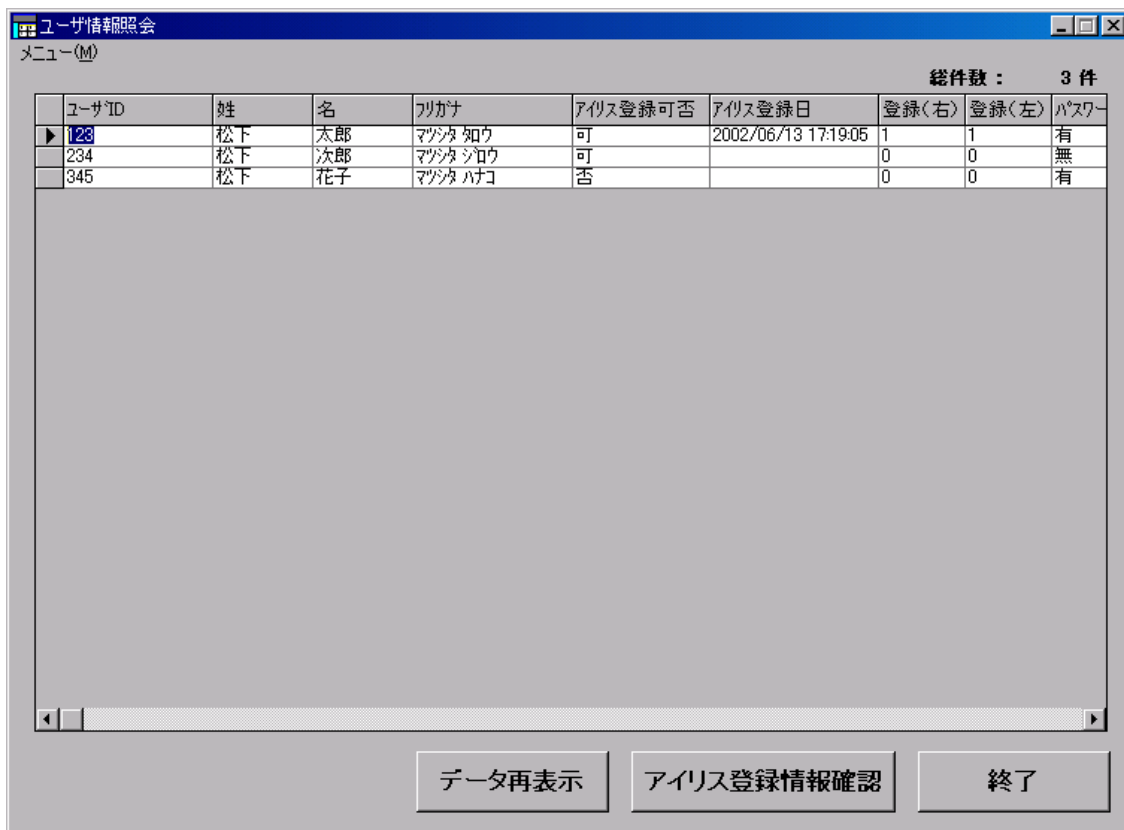 ユーザ情報照会
メニュー(M)
総件数： 3 件
ﾕｰｻﾞID 姓 名 ﾌﾘｶﾞﾅ ｱｲﾘｽ登録可否 ｱｲﾘｽ登録日 登録(右) 登録(左) ﾊﾟｽﾜｰ
123 松下 太郎 ﾏﾂｼﾀ ﾀﾛｳ 可 2002/06/13 17:19:05 1 1 有
234 松下 次郎 ﾏﾂｼﾀ ｼﾞﾛｳ 可 0 0 無
345 松下 花子 ﾏﾂｼﾀ ﾊﾅｺ 否 0 0 有
データ再表示 アイリス登録情報確認 終了